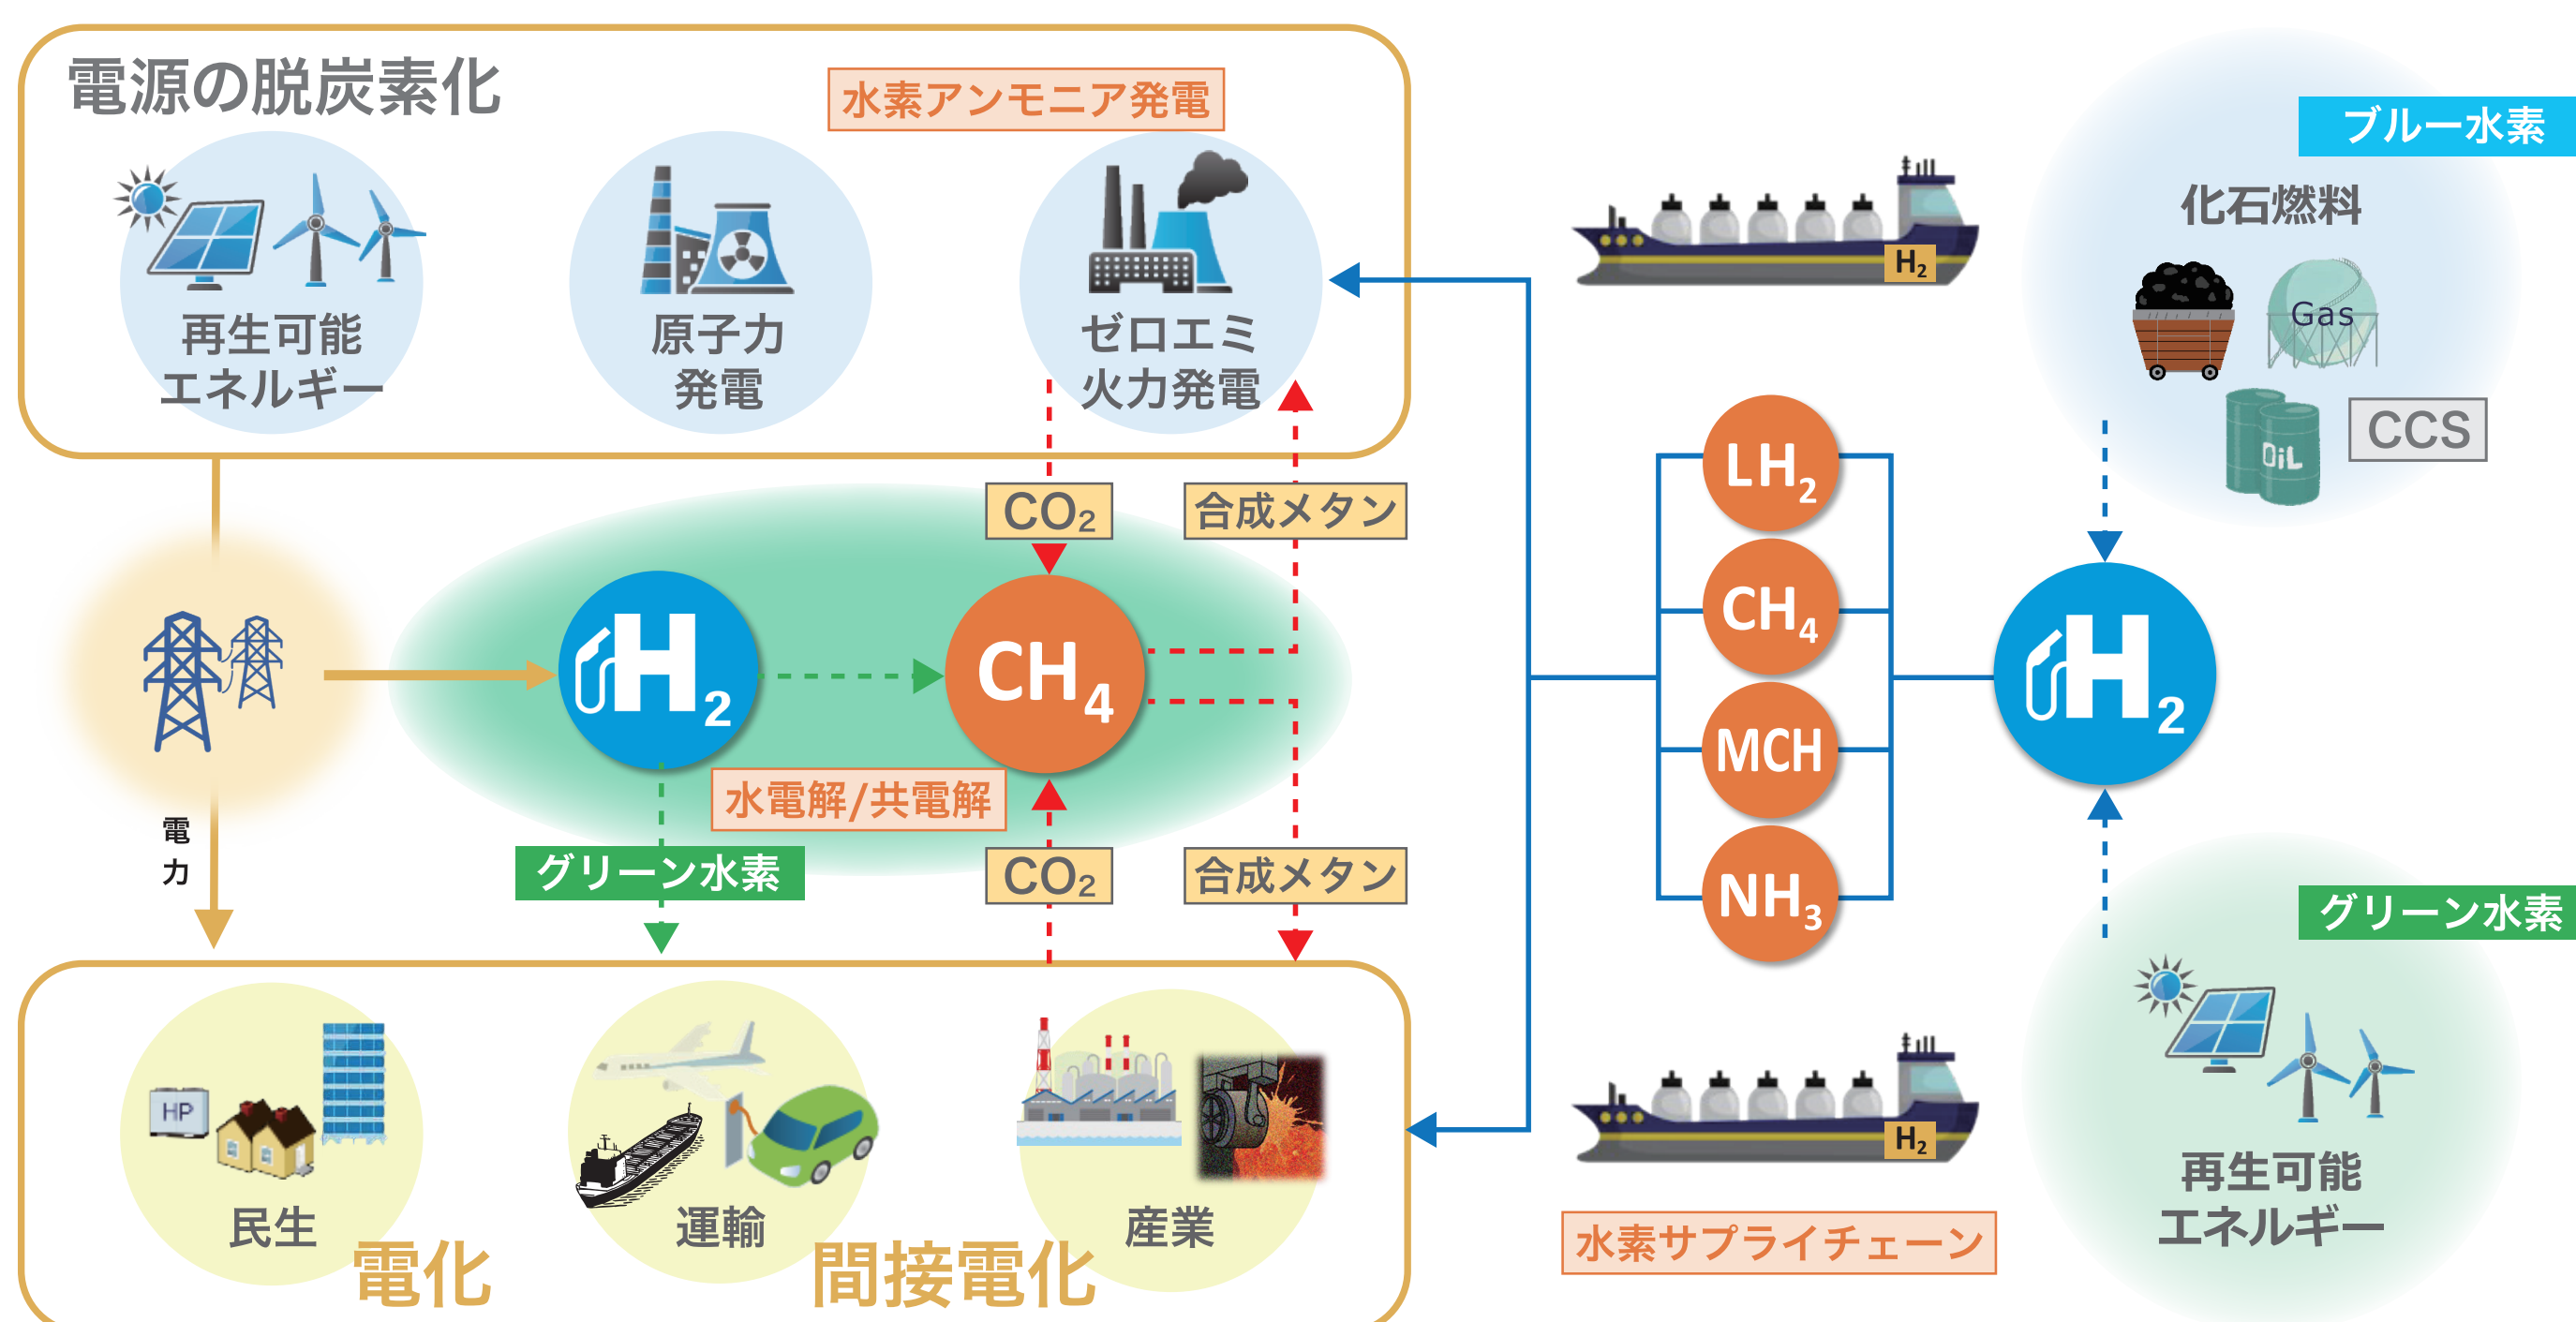 電源の脱炭素化
水素アンモニア発電
再生可能
エネルギー
原子力
発電
ゼロエミ
火力発電
CO₂
合成メタン
H₂
CH₄
水電解/共電解
グリーン水素
CO₂
合成メタン
電
力
HP
民生
電化
運輸
間接電化
産業
H₂
LH₂
CH₄
MCH
NH₃
H₂
水素サプライチェーン
ブルー水素
化石燃料
Gas
OiL
CCS
H₂
グリーン水素
再生可能
エネルギー